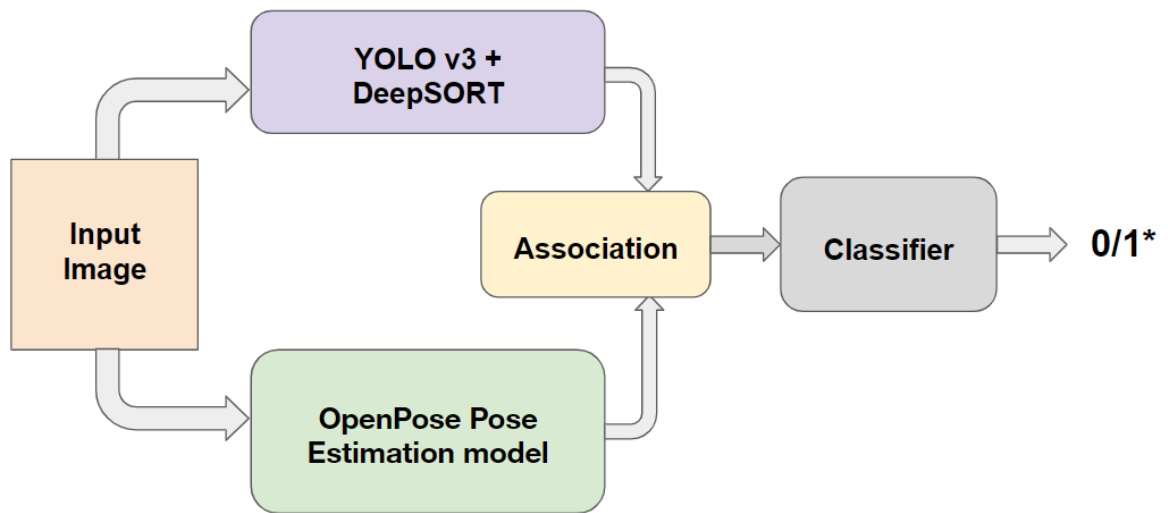 YOLO v3 +
DeepSORT
Input
Image
Association
Classifier
0/1*
OpenPose Pose
Estimation model